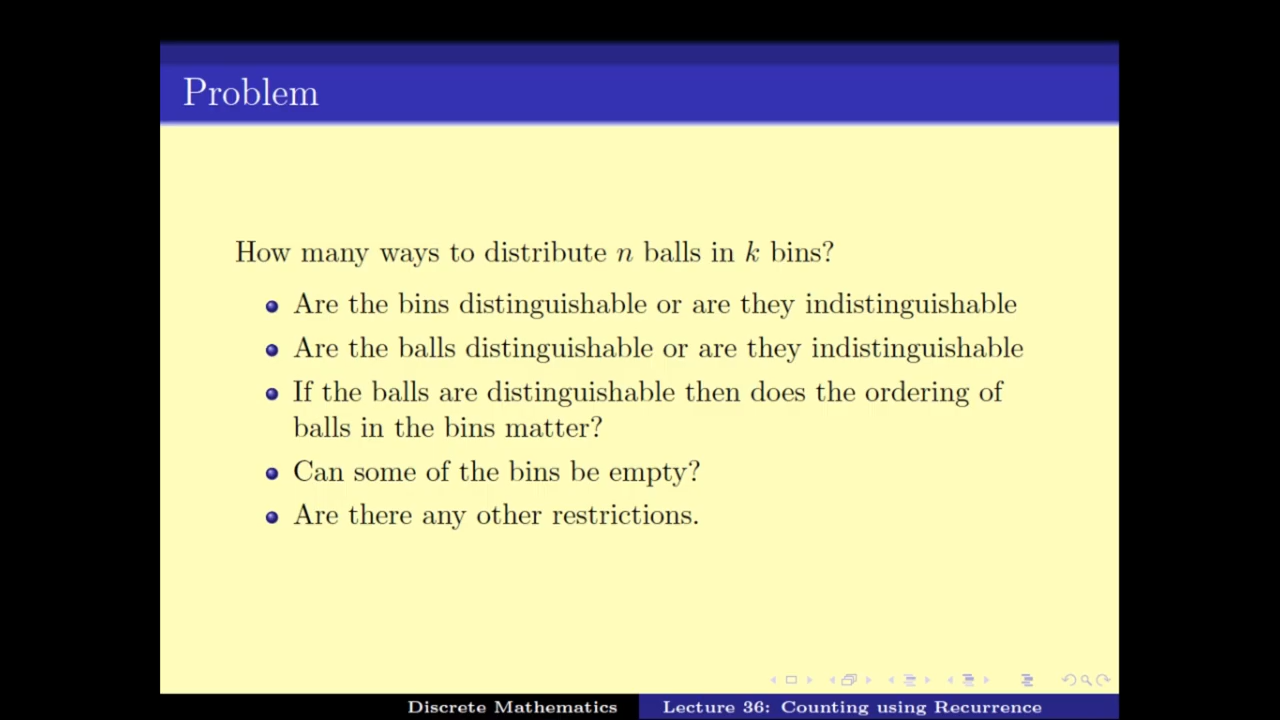 Problem
How many ways to distribute n balls in k bins?
Are the bins distinguishable or are they indistinguishable
Are the balls distinguishable or are they indistinguishable
If the balls are distinguishable then does the ordering of
balls in the bins matter?
Can some of the bins be empty?
Are there any other restrictions.
Discrete Mathematics
Lecture 36: Counting using Recurrence